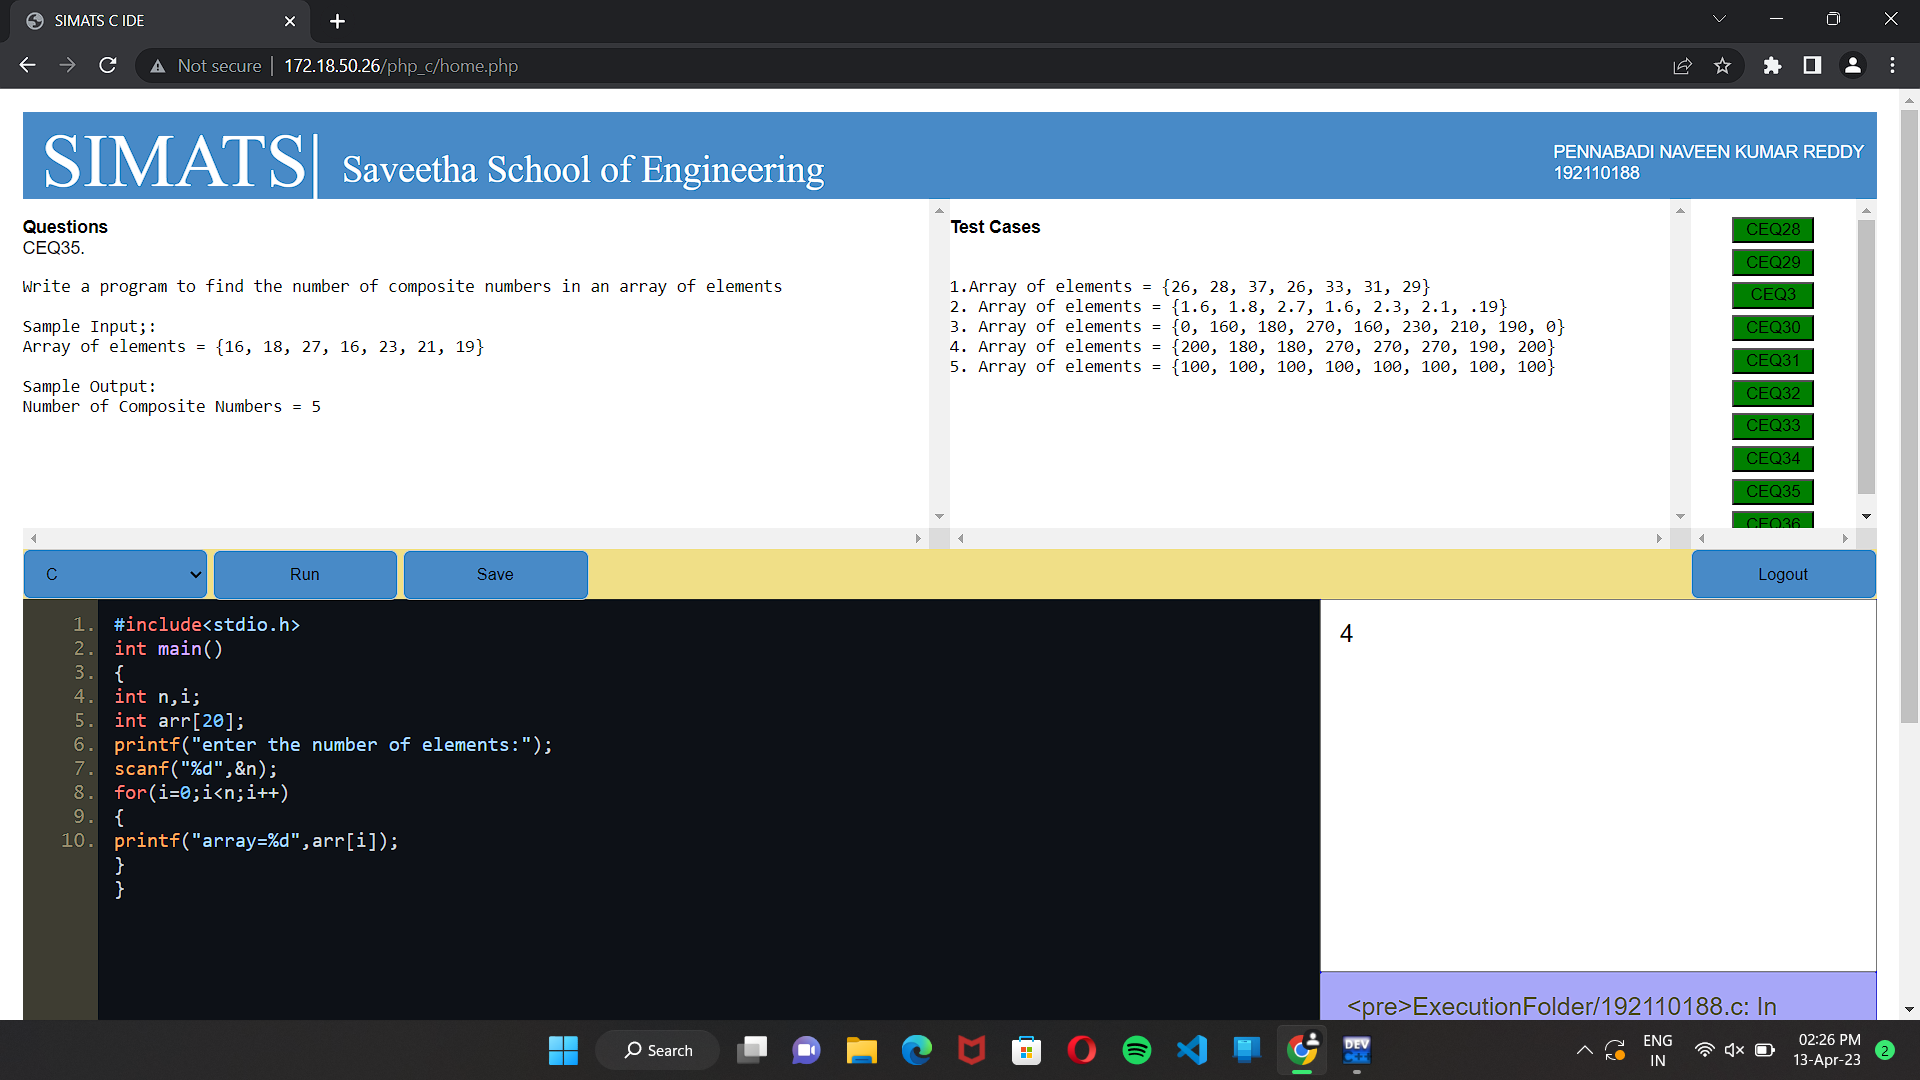 SIMATS C IDE
Not secure
172.18.50.26/php_c/home.php
SIMATS|
Saveetha School of Engineering
PENNABADI NAVEEN KUMAR REDDY
192110188
Questions
CEQ35.
Write a program to find the number of composite numbers in an array of elements
Sample Input;:
Array of elements = {16, 18, 27, 16, 23, 21, 19}
Sample Output:
Number of Composite Numbers = 5
Test Cases
1.Array of elements = {26, 28, 37, 26, 33, 31, 29}
2. Array of elements = {1.6, 1.8, 2.7, 1.6, 2.3, 2.1, .19}
3. Array of elements = {0, 160, 180, 270, 160, 230, 210, 190, 0}
4. Array of elements = {200, 180, 180, 270, 270, 270, 190, 200}
5. Array of elements = {100, 100, 100, 100, 100, 100, 100, 100}
CEQ28
CEQ29
CEQ3
CEQ30
CEQ31
CEQ32
CEQ33
CEQ34
CEQ35
CEQ36
C
Run
Save
Logout
1. #include<stdio.h>
2. int main()
3. {
4. int n,i;
5. int arr[20];
6. printf("enter the number of elements:");
7. scanf("%d",&n);
8. for(i=0;i<n;i++)
9. {
10. printf("array=%d",arr[i]);
}
}
4
<pre>ExecutionFolder/192110188.c: In
Search
DEV
C++
ENG
IN
02:26 PM
13-Apr-23
2